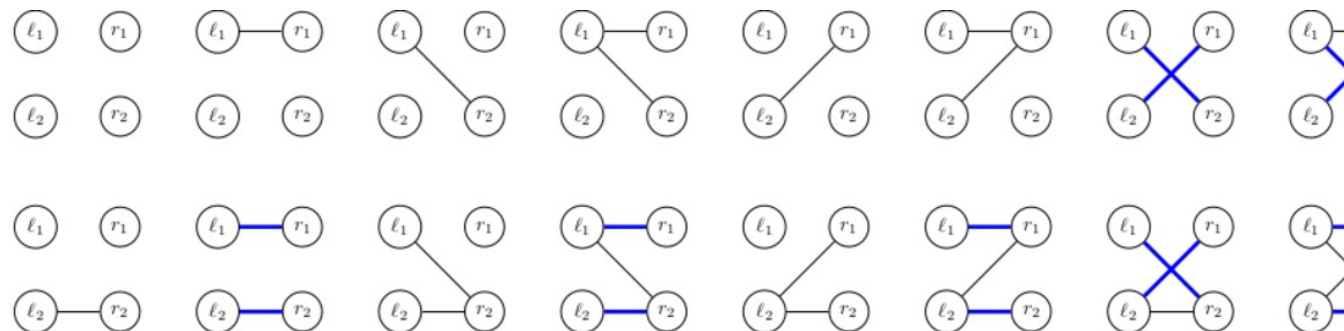 ℓ₁ r₁ ℓ₁ r₁ ℓ₁ r₁ ℓ₁ r₁ ℓ₁ r₁ ℓ₁ r₁ ℓ₁ r₁ ℓ₁
ℓ₂ r₂ ℓ₂ r₂ ℓ₂ r₂ ℓ₂ r₂ ℓ₂ r₂ ℓ₂ r₂ ℓ₂ r₂ ℓ₂
ℓ₁ r₁ ℓ₁ r₁ ℓ₁ r₁ ℓ₁ r₁ ℓ₁ r₁ ℓ₁ r₁ ℓ₁ r₁ ℓ₁
ℓ₂ r₂ ℓ₂ r₂ ℓ₂ r₂ ℓ₂ r₂ ℓ₂ r₂ ℓ₂ r₂ ℓ₂ r₂ ℓ₂